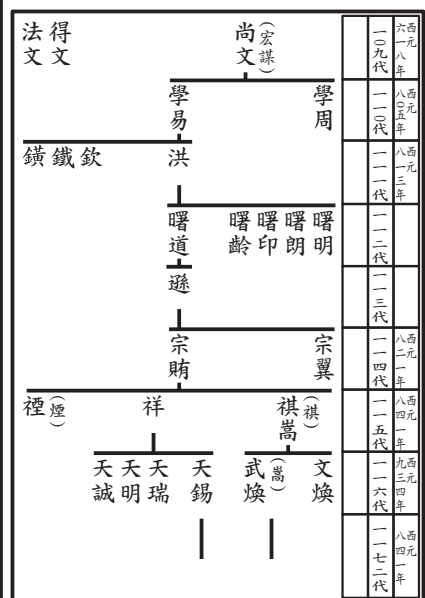 西元六一八年
一〇九代
尚文
(宏謀)
得文
法文
西元八〇五年
一一〇代
學周
學易
西元八一三年
一一一代
洪
欽
鐵
鐄
一一二代
曙明
曙朗
曙印
曙齡
曙道
一一三代
遜
西元八二一年
一一四代
宗翼
宗賄
西元八四一年
一一五代
(祺)
祺嵩
祥
禋
(煙)
西元九三四年
一一六代
文煥
(嵩)
武煥
天錫
天瑞
天明
天誠
西元八四一年
一一七二代